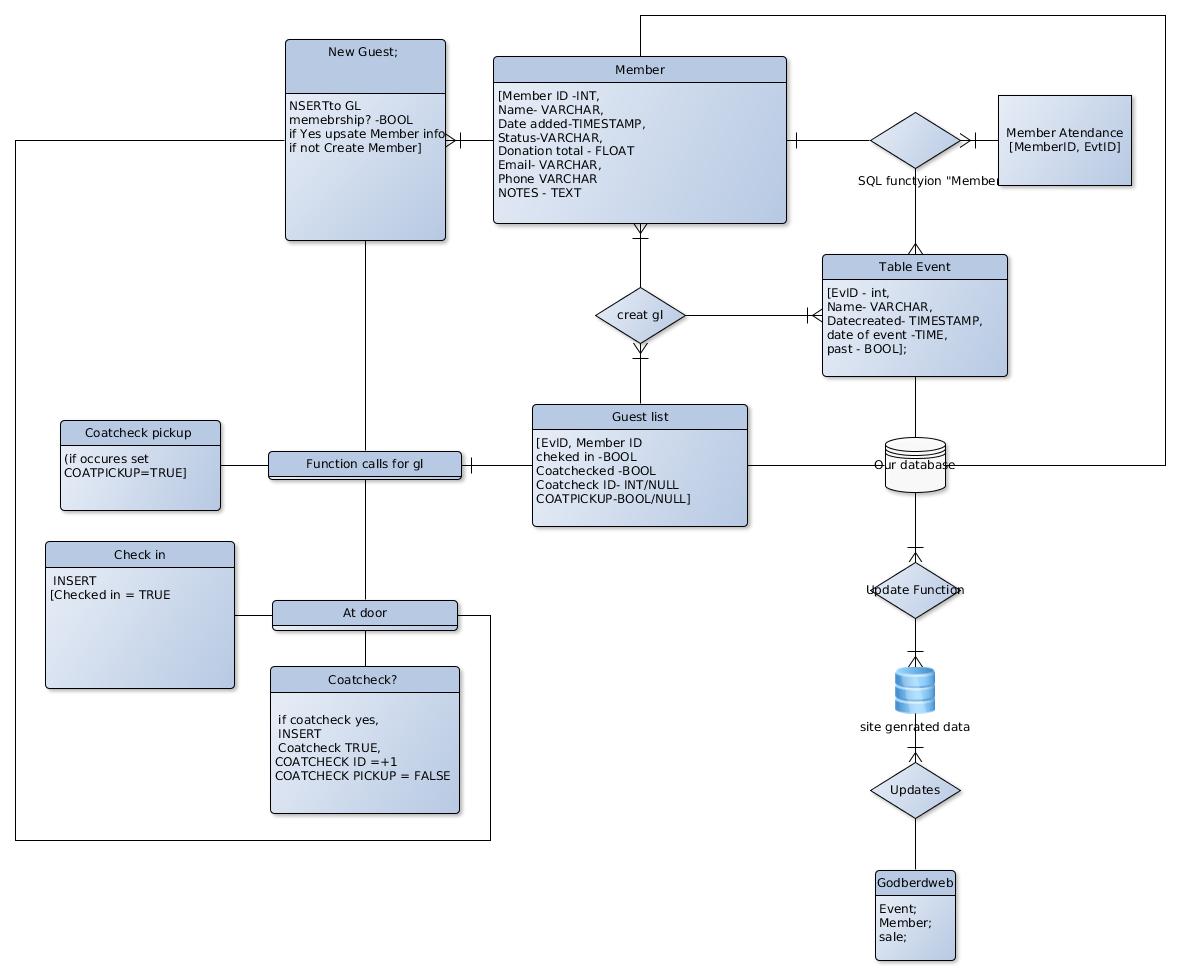 New Guest;
NSERTto GL
memebrship? -BOOL
if Yes upsate Member info
if not Create Member]
Member
[Member ID -INT,
Name- VARCHAR,
Date added-TIMESTAMP,
Status-VARCHAR,
Donation total - FLOAT
Email- VARCHAR,
Phone VARCHAR
NOTES - TEXT
SQL functyion "Member
Member Atendance
[MemberID, EvtID]
Table Event
[EvID - int,
Name- VARCHAR,
Datecreated- TIMESTAMP,
date of event -TIME,
past - BOOL];
creat gl
Guest list
[EvID, Member ID
cheked in -BOOL
Coatchecked -BOOL
Coatcheck ID- INT/NULL
COATPICKUP-BOOL/NULL]
Our database
Coatcheck pickup
(if occures set
COATPICKUP=TRUE]
Function calls for gl
Check in
INSERT
[Checked in = TRUE
At door
Coatcheck?
if coatcheck yes,
INSERT
Coatcheck TRUE,
COATCHECK ID =+1
COATCHECK PICKUP = FALSE
Update Function
site genrated data
Updates
Godberdweb
Event;
Member;
sale;